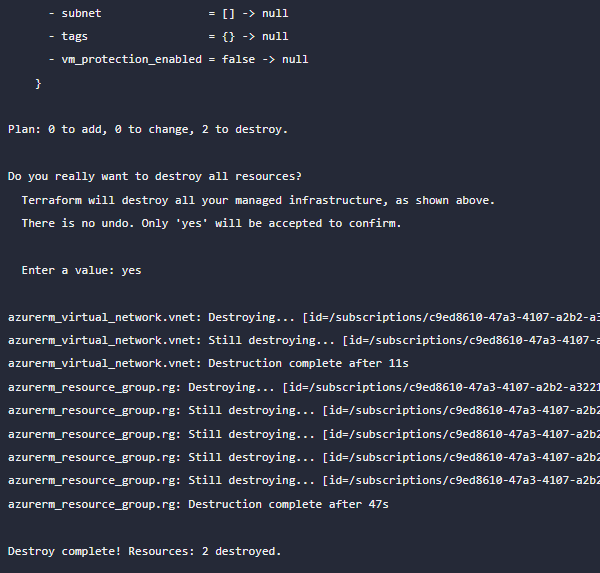 - subnet = [] -> null
- tags = {} -> null
- vm_protection_enabled = false -> null
}
Plan: 0 to add, 0 to change, 2 to destroy.
Do you really want to destroy all resources?
Terraform will destroy all your managed infrastructure, as shown above.
There is no undo. Only 'yes' will be accepted to confirm.
Enter a value: yes
azurerm_virtual_network.vnet: Destroying... [id=/subscriptions/c9ed8610-47a3-4107-a2b2-a3
azurerm_virtual_network.vnet: Still destroying... [id=/subscriptions/c9ed8610-47a3-4107-a
azurerm_virtual_network.vnet: Destruction complete after 11s
azurerm_resource_group.rg: Destroying... [id=/subscriptions/c9ed8610-47a3-4107-a2b2-a3221
azurerm_resource_group.rg: Still destroying... [id=/subscriptions/c9ed8610-47a3-4107-a2b2
azurerm_resource_group.rg: Still destroying... [id=/subscriptions/c9ed8610-47a3-4107-a2b2
azurerm_resource_group.rg: Still destroying... [id=/subscriptions/c9ed8610-47a3-4107-a2b2
azurerm_resource_group.rg: Still destroying... [id=/subscriptions/c9ed8610-47a3-4107-a2b2
azurerm_resource_group.rg: Destruction complete after 47s
Destroy complete! Resources: 2 destroyed.